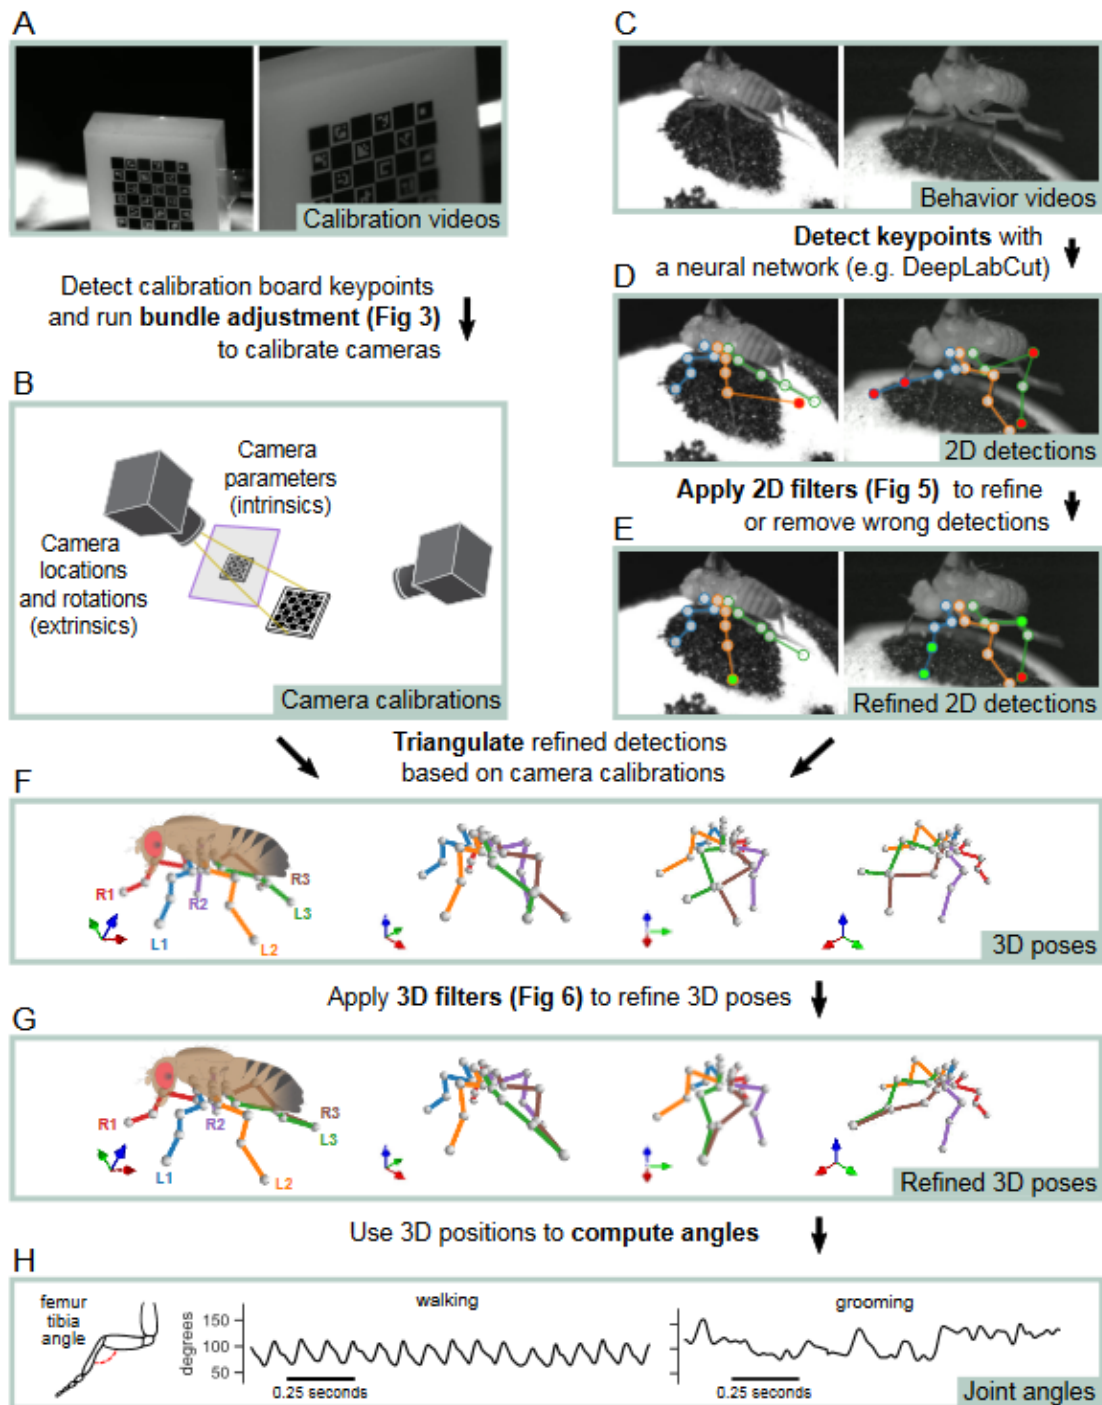 A
Calibration videos
Detect calibration board keypoints
and run bundle adjustment (Fig 3)
to calibrate cameras
B
Camera
parameters
(intrinsics)
Camera
locations
and rotations
(extrinsics)
Camera calibrations
C
Behavior videos
Detect keypoints with
a neural network (e.g. DeepLabCut)
D
2D detections
Apply 2D filters (Fig 5) to refine
or remove wrong detections
E
Refined 2D detections
Triangulate refined detections
based on camera calibrations
F
R1
L1
R2
L2
R3
L3
3D poses
Apply 3D filters (Fig 6) to refine 3D poses
G
R1
L1
R2
L2
R3
L3
Refined 3D poses
Use 3D positions to compute angles
H
femur
tibia
angle
degrees
150
100
50
walking
0.25 seconds
grooming
0.25 seconds
Joint angles